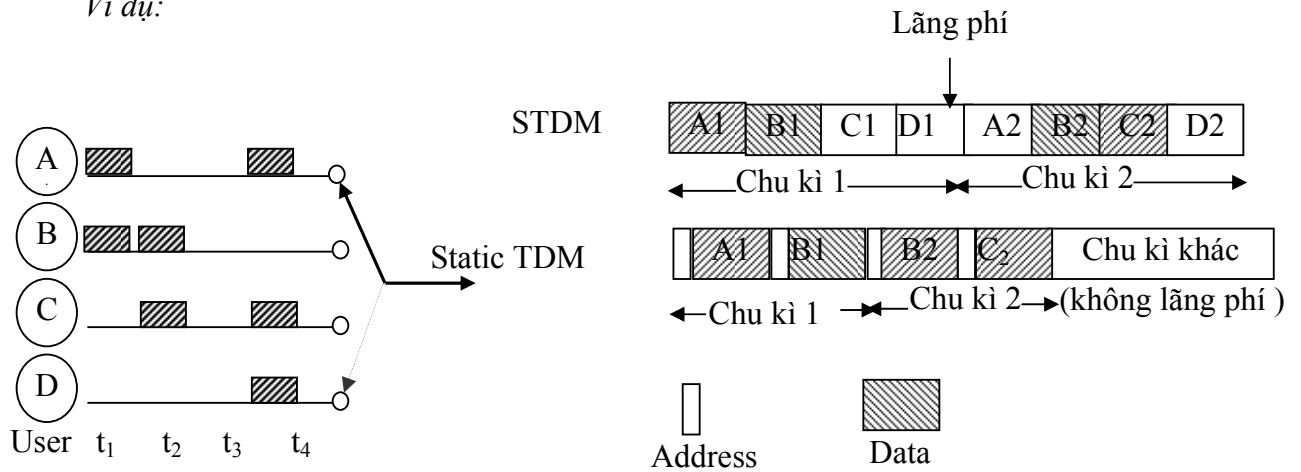 Ví dụ:
Lãng phí
STDM
A1 B1 C1 D1 A2 B2 C2 D2
Chu kì 1 Chu kì 2
A
B
C
D
User t₁ t₂ t₃ t₄
Static TDM
A1 B1 B2 C₂ Chu kì khác
Chu kì 1 Chu kì 2 (không lãng phí )
Address
Data